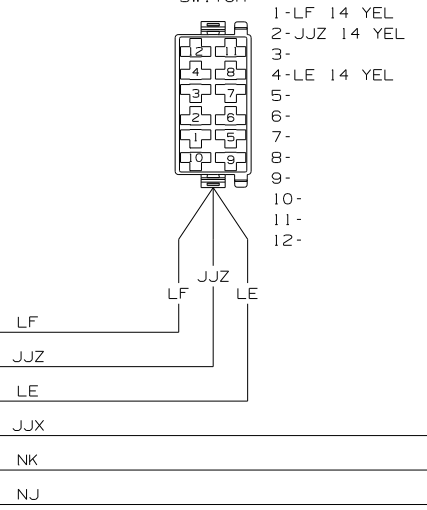 1-LF 14 YEL
2-JJZ 14 YEL
3-
4-LE 14 YEL
5-
6-
7-
8-
9-
10-
11-
12-
12 11
4 8
3 7
2 6
1 5
10 9
JJZ
LF LE
LF
JJZ
LE
JJX
NK
NJ